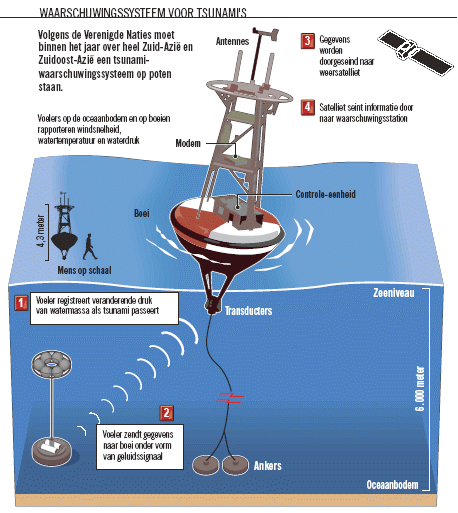 WAARSCHUWINGSSYSTEEM VOOR TSUNAMI'S
Volgens de Verenigde Naties moet
binnen het jaar over heel Zuid-Azië en
Zuidoost-Azië een tsunami-
waarschuwingssysteem op poten
staan.
Voelers op de oceaanbodem en op boeien
rapporteren windsnelheid,
watertemperatuur en waterdruk
Antennes
3
Gegevens
worden
doorgeseind naar
weersatelliet
4
Satelliet seint informatie door
naar waarschuwingsstation
Modem
Controle-eenheid
Boei
4,3 meter
Mens op schaal
Zeeniveau
1
Voeler registreert veranderende druk
van watermassa als tsunami passeert
Transducters
6.000 meter
2
Voeler zendt gegevens
naar boei onder vorm
van geluidssignaal
Ankers
Oceaanbodem